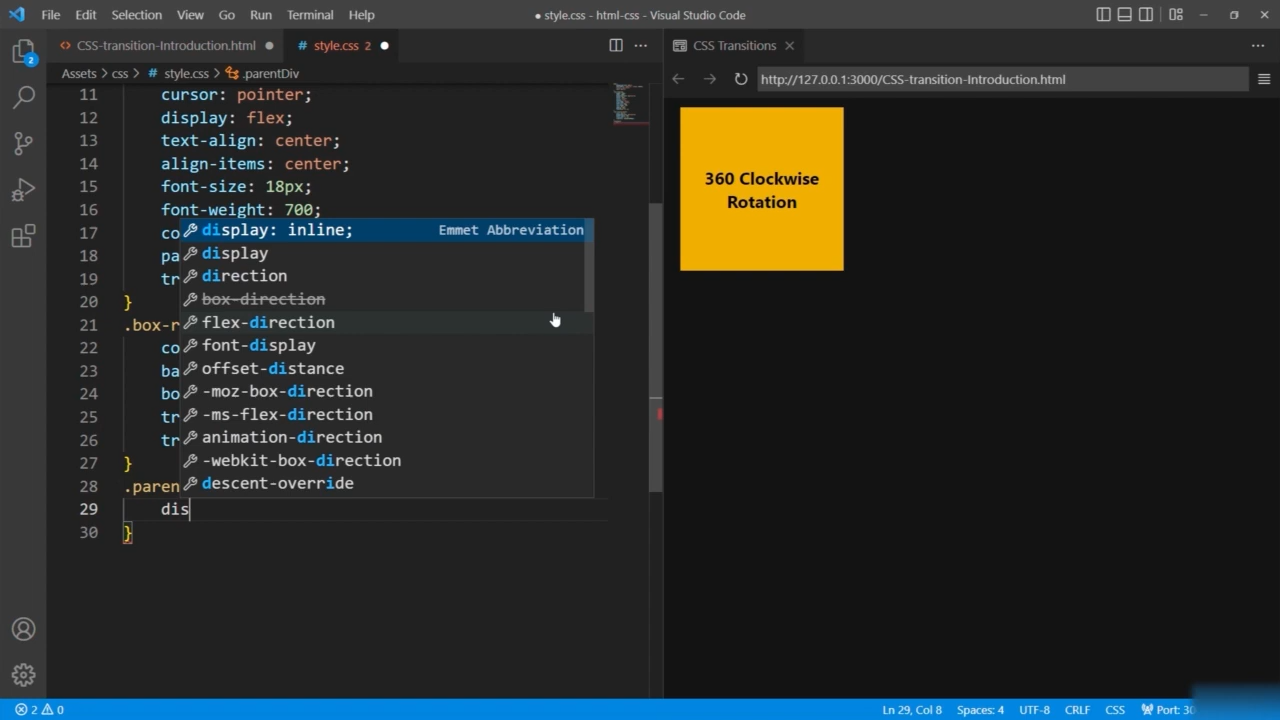 File Edit Selection View Go Run Terminal Help
● style.css - html-css - Visual Studio Code
CSS-transition-Introduction.html
# style.css 2
CSS Transitions
Assets > css > # style.css > .parentDiv
http://127.0.0.1:3000/CSS-transition-Introduction.html
11 cursor: pointer;
12 display: flex;
13 text-align: center;
14 align-items: center;
15 font-size: 18px;
16 font-weight: 700;
17 co
18 pa
19 tr
20 }
21 .box-r
22 co
23 ba
24 bo
25 tr
26 tr
27 }
28 .paren
29 dis
30 }
display: inline; Emmet Abbreviation
display
direction
box-direction
flex-direction
font-display
offset-distance
-moz-box-direction
-ms-flex-direction
animation-direction
-webkit-box-direction
descent-override
360 Clockwise
Rotation
2
2 0
Ln 29, Col 8 Spaces: 4 UTF-8 CRLF CSS Port: 30